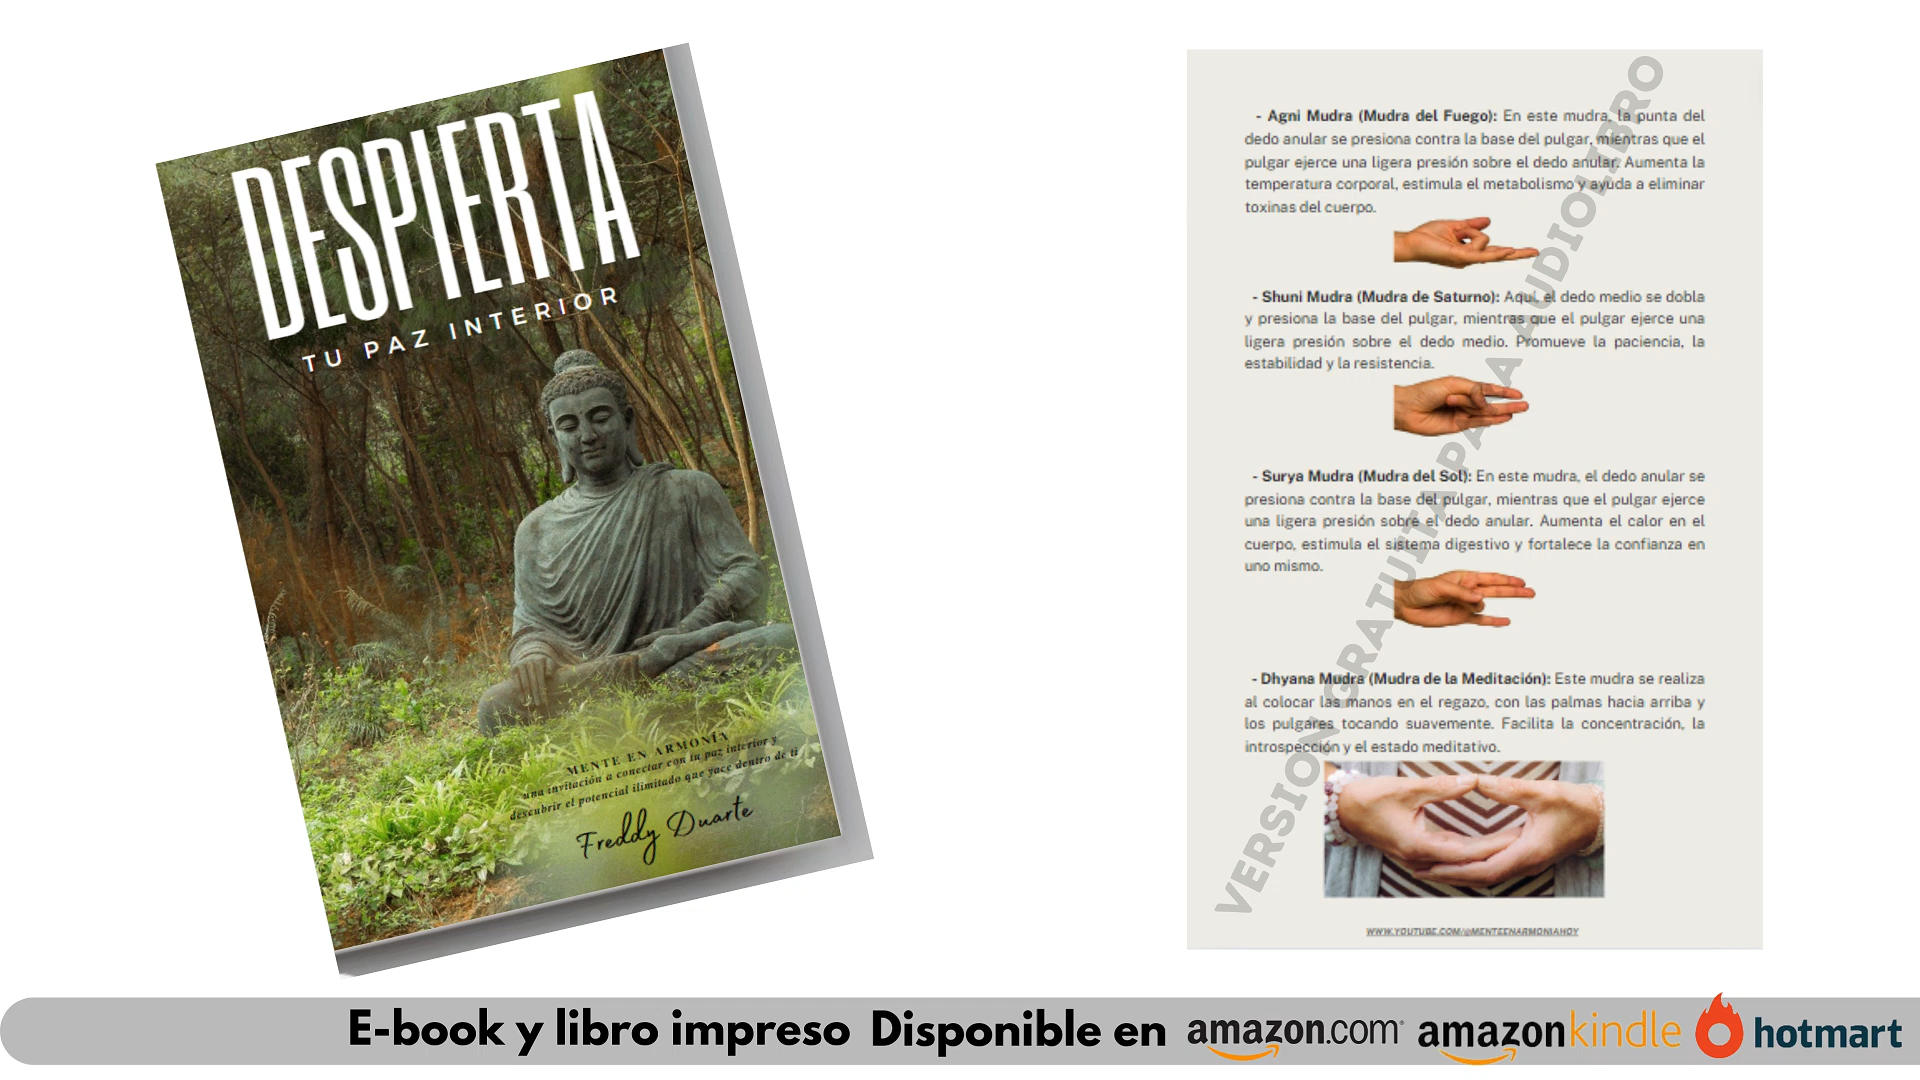 DESPIERTA
TU PAZ INTERIOR
MENTE EN ARMONÍA
una invitación a conectar con tu paz interior y
descubrir el potencial ilimitado que yace dentro de ti
Freddy Duarte
- Agni Mudra (Mudra del Fuego): En este mudra, la punta del
dedo anular se presiona contra la base del pulgar, mientras que el
pulgar ejerce una ligera presión sobre el dedo anular. Aumenta la
temperatura corporal, estimula el metabolismo y ayuda a eliminar
toxinas del cuerpo.
- Shuni Mudra (Mudra de Saturno): Aquí, el dedo medio se dobla
y presiona la base del pulgar, mientras que el pulgar ejerce una
ligera presión sobre el dedo medio. Promueve la paciencia, la
estabilidad y la resistencia.
- Surya Mudra (Mudra del Sol): En este mudra, el dedo anular se
presiona contra la base del pulgar, mientras que el pulgar ejerce
una ligera presión sobre el dedo anular. Aumenta el calor en el
cuerpo, estimula el sistema digestivo y fortalece la confianza en
uno mismo.
- Dhyana Mudra (Mudra de la Meditación): Este mudra se realiza
al colocar las manos en el regazo, con las palmas hacia arriba y
los pulgares tocando suavemente. Facilita la concentración, la
introspección y el estado meditativo.
VERSION GRATUITA PARA AUDIOLIBRO
WWW.YOUTUBE.COM/@MENTEENARMONIAHOY
E-book y libro impreso Disponible en amazon.com amazonkindle hotmart